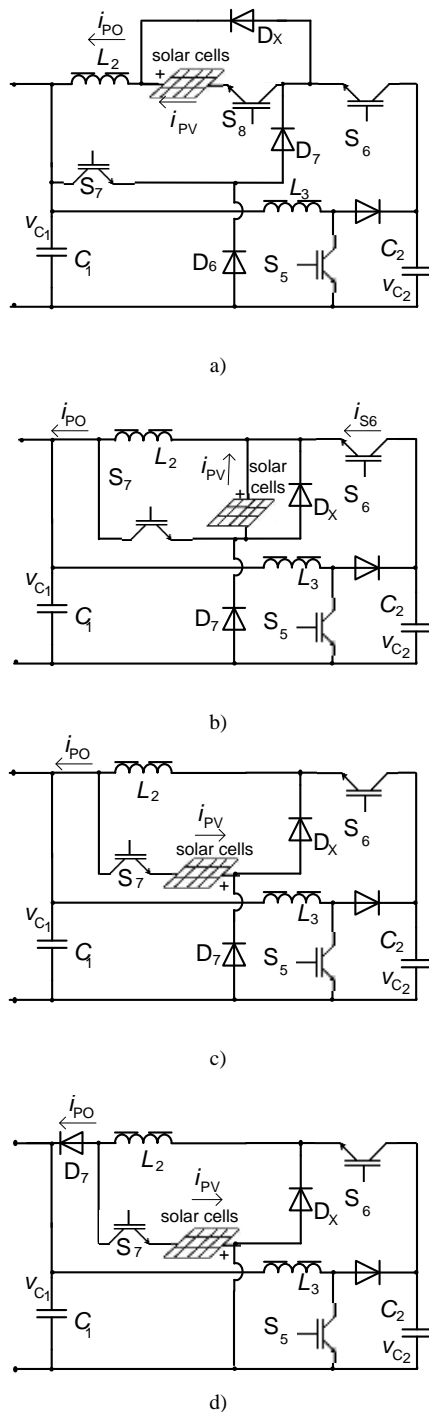 i_PO
L_2
+
solar cells
D_X
i_PV
S_8
S_6
D_7
S_7
L_3
v_C1
C_1
D_6
S_5
C_2
v_C2
a)
i_PO
i_S6
S_7
L_2
i_PV
+
solar
cells
D_X
S_6
v_C1
C_1
L_3
D_7
S_5
C_2
v_C2
b)
i_PO
L_2
i_PV
solar cells
+
D_X
S_6
S_7
v_C1
C_1
L_3
D_7
S_5
C_2
v_C2
c)
i_PO
D_7
L_2
i_PV
solar cells
+
D_X
S_6
S_7
v_C1
C_1
L_3
S_5
C_2
v_C2
d)